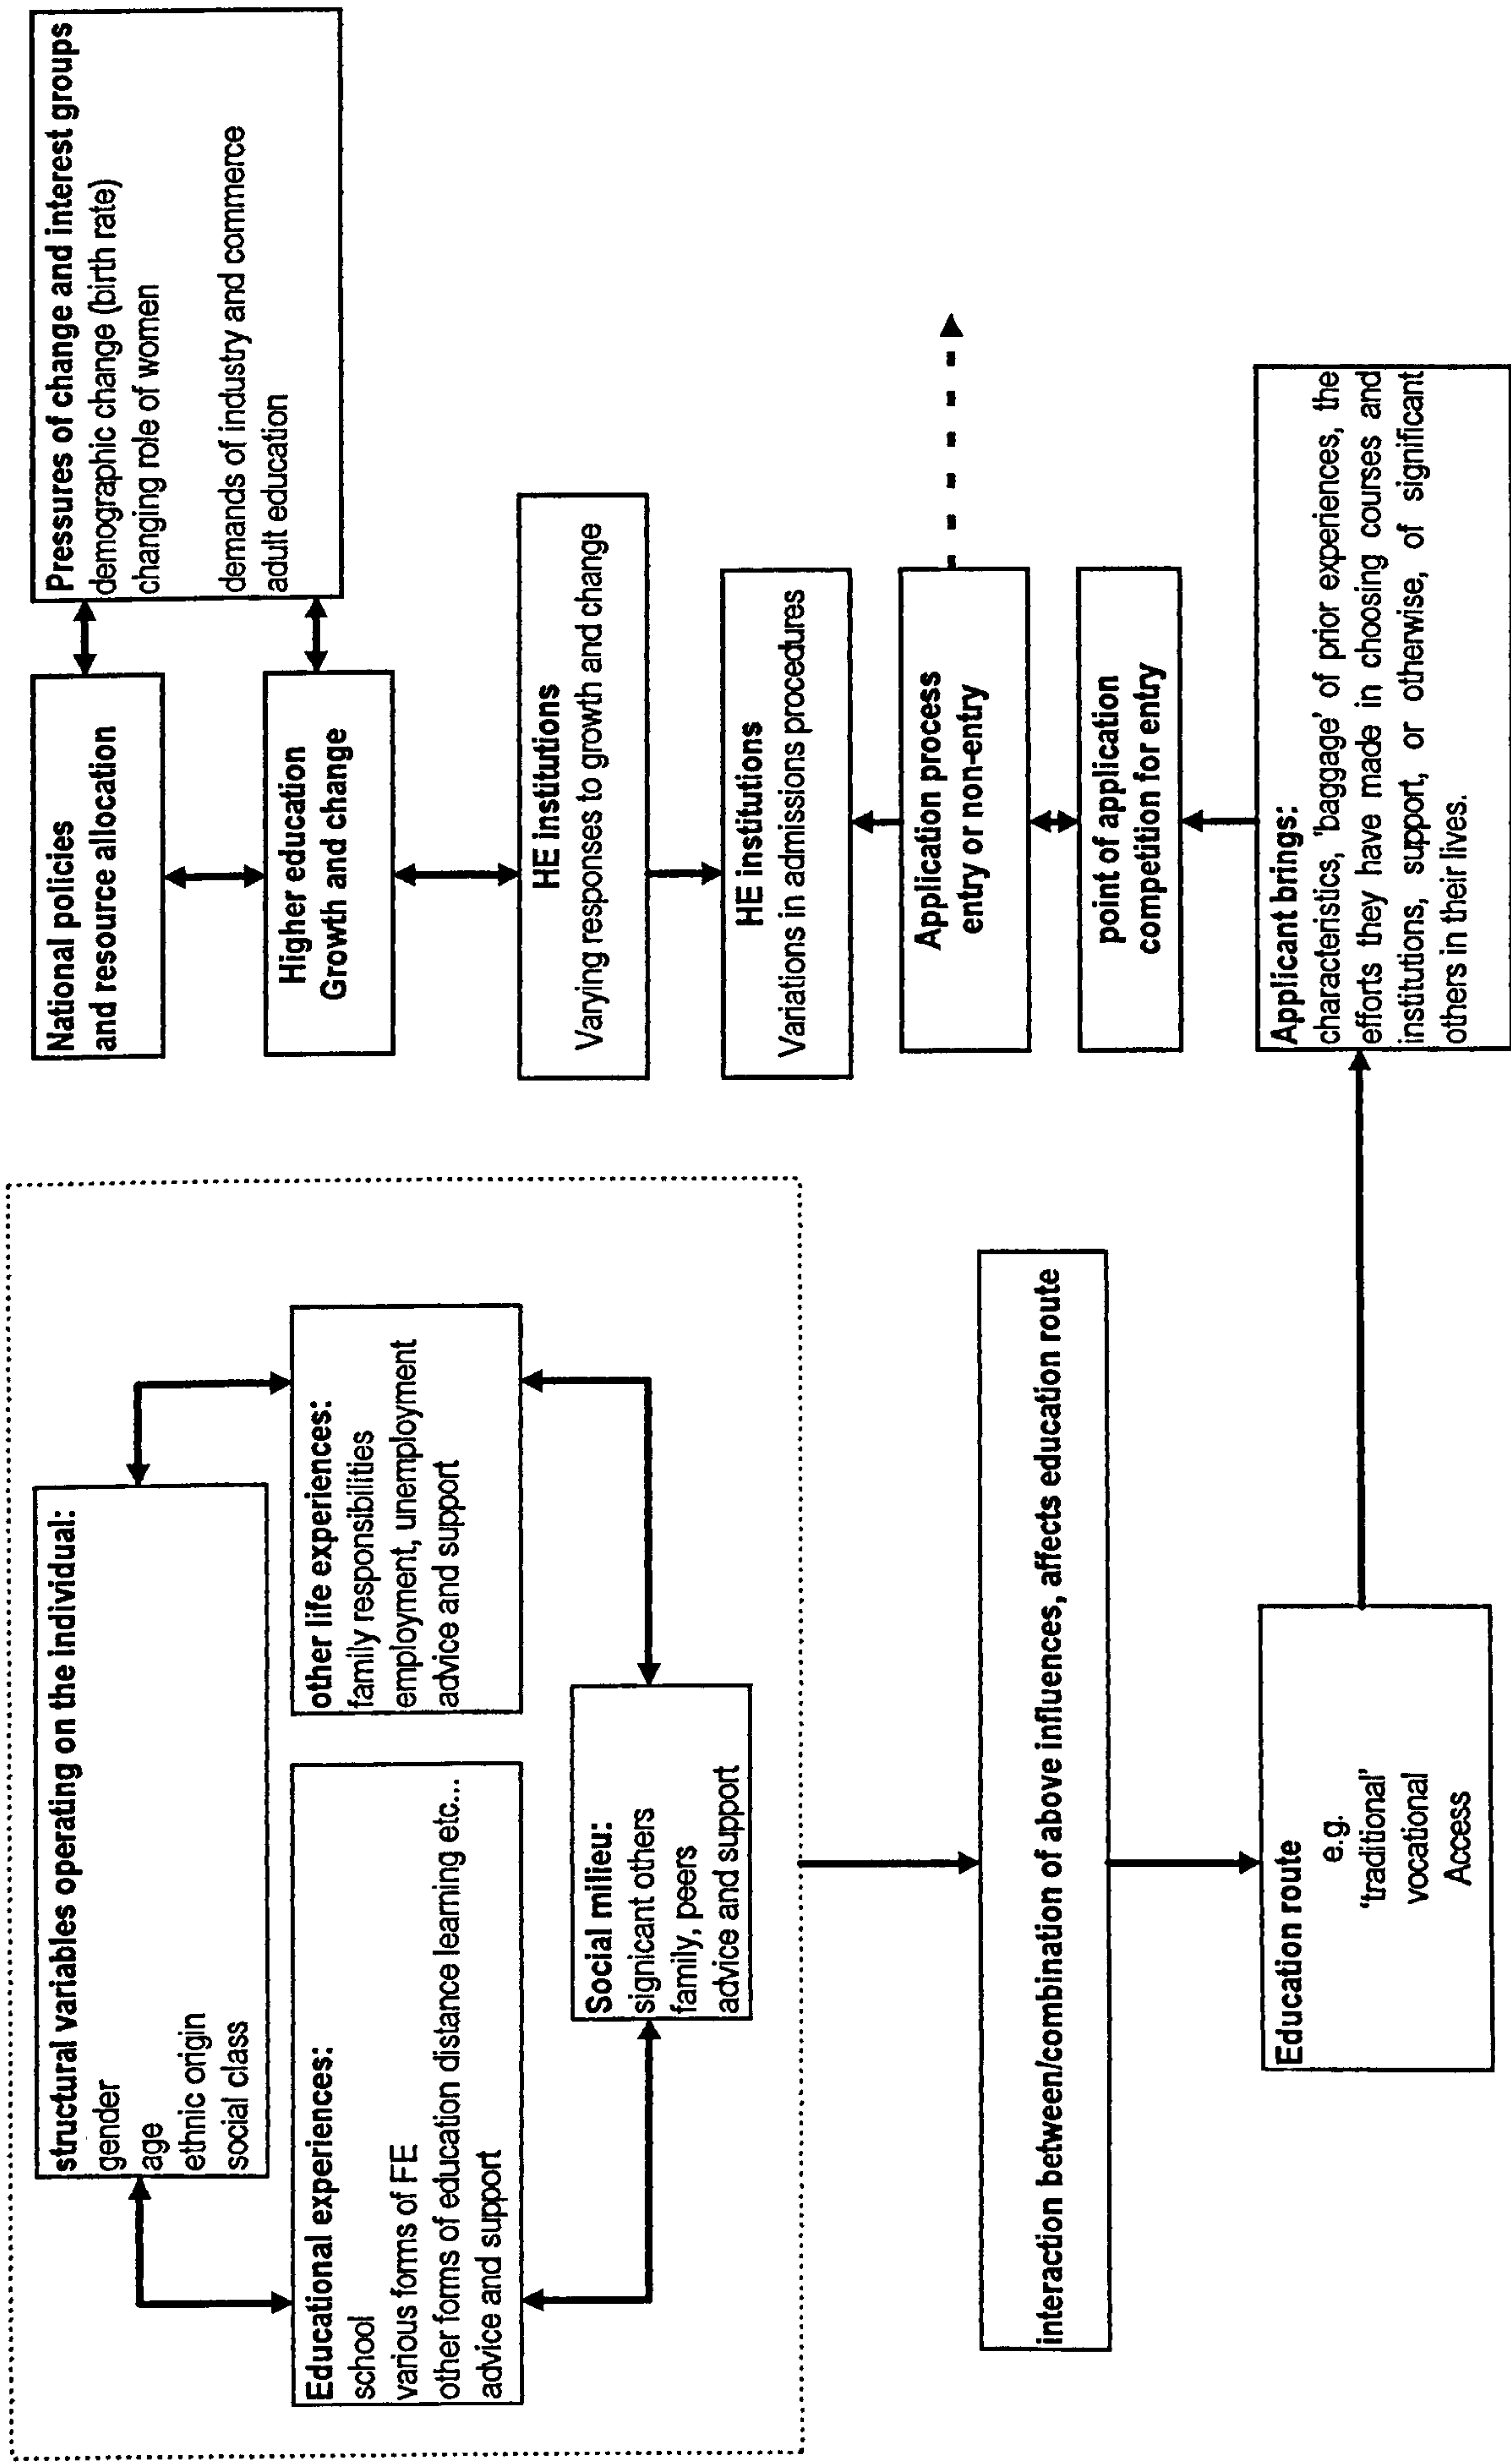 structural variables operating on the individual:
gender
age
ethnic origin
social class
Educational experiences:
school
various forms of FE
other forms of education distance learning etc...
advice and support
other life experiences:
family responsibilities
employment, unemployment
advice and support
Social milieu:
signicant others
family, peers
advice and support
interaction between/combination of above influences, affects education route
Education route
e.g.
'traditional'
vocational
Access
National policies
and resource allocation
Pressures of change and interest groups
demographic change (birth rate)
changing role of women
demands of industry and commerce
adult education
Higher education
Growth and change
HE institutions
Varying responses to growth and change
HE institutions
Variations in admissions procedures
Application process
entry or non-entry
point of application
competition for entry
Applicant brings:
characteristics, 'baggage' of prior experiences, the
efforts they have made in choosing courses and
institutions, support, or otherwise, of significant
others in their lives.